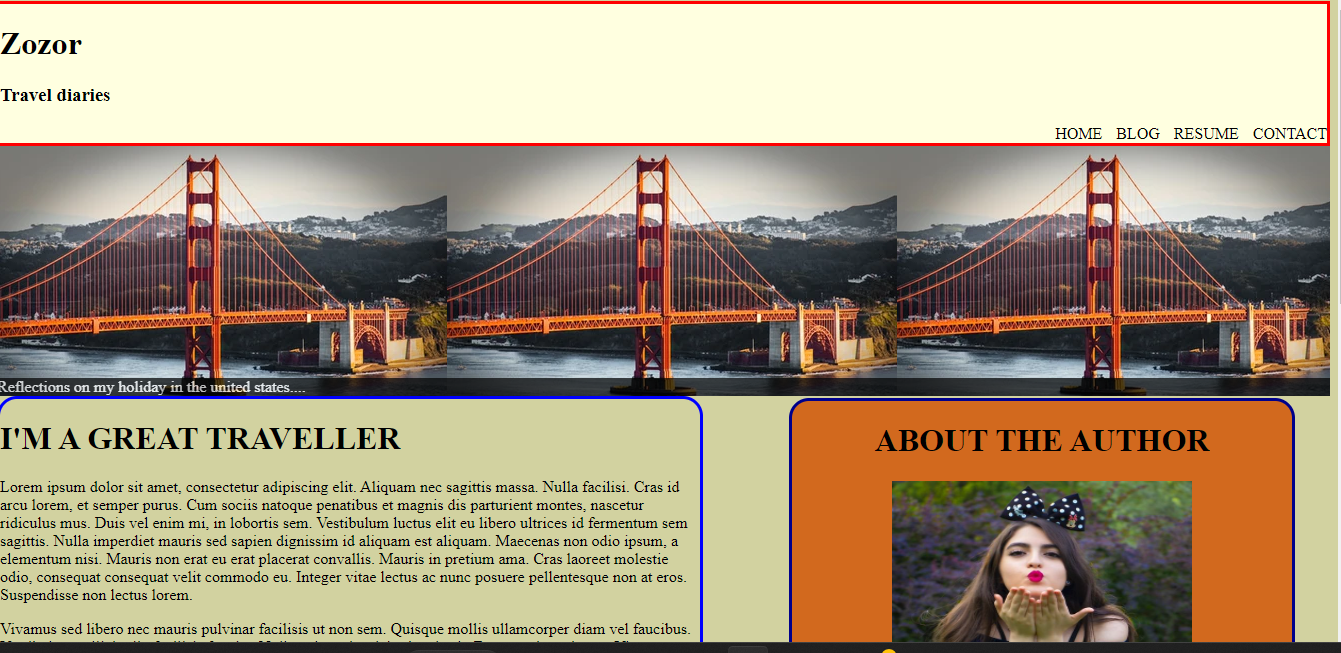 Zozor
Travel diaries
HOME BLOG RESUME CONTACT
Reflections on my holiday in the united states....
I'M A GREAT TRAVELLER
Lorem ipsum dolor sit amet, consectetur adipiscing elit. Aliquam nec sagittis massa. Nulla facilisi. Cras id
arcu lorem, et semper purus. Cum sociis natoque penatibus et magnis dis parturient montes, nascetur
ridiculus mus. Duis vel enim mi, in lobortis sem. Vestibulum luctus elit eu libero ultrices id fermentum sem
sagittis. Nulla imperdiet mauris sed sapien dignissim id aliquam est aliquam. Maecenas non odio ipsum, a
elementum nisi. Mauris non erat eu erat placerat convallis. Mauris in pretium ama. Cras laoreet molestie
odio, consequat consequat velit commodo eu. Integer vitae lectus ac nunc posuere pellentesque non at eros.
Suspendisse non lectus lorem.
Vivamus sed libero nec mauris pulvinar facilisis ut non sem. Quisque mollis ullamcorper diam vel faucibus.
ABOUT THE AUTHOR